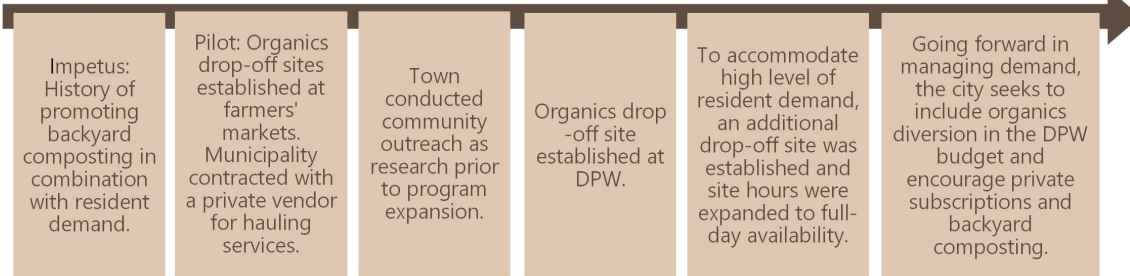 Impetus:
History of
promoting
backyard
composting in
combination
with resident
demand.
Pilot: Organics
drop-off sites
established at
farmers'
markets.
Municipality
contracted with
a private vendor
for hauling
services.
Town
conducted
community
outreach as
research prior
to program
expansion.
Organics drop
-off site
established at
DPW.
To accommodate
high level of
resident demand,
an additional
drop-off site was
established and
site hours were
expanded to full-
day availability.
Going forward in
managing demand,
the city seeks to
include organics
diversion in the DPW
budget and
encourage private
subscriptions and
backyard
composting.